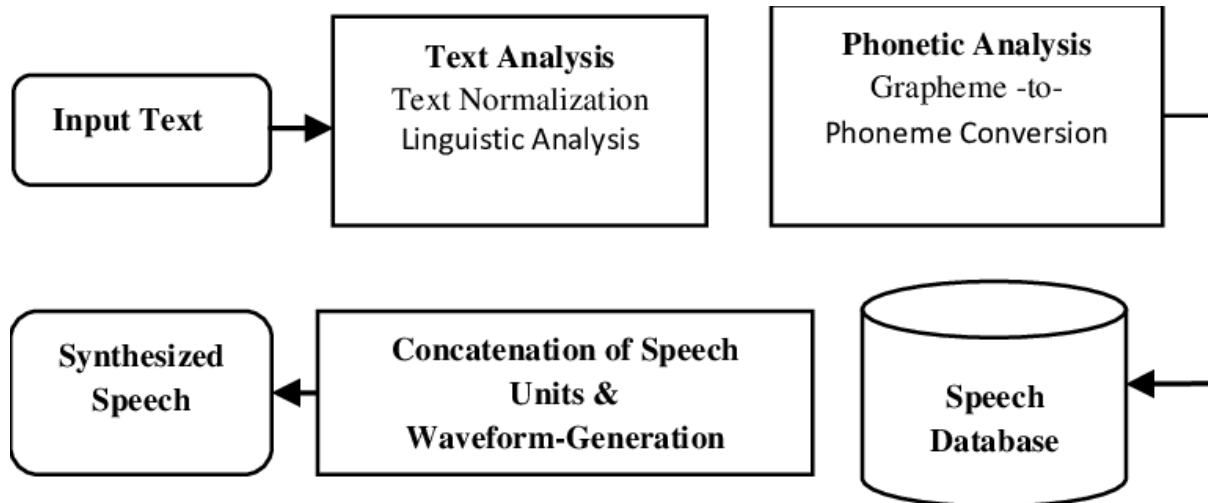 Input Text
Text Analysis
Text Normalization
Linguistic Analysis
Phonetic Analysis
Grapheme -to-
Phoneme Conversion
Synthesized
Speech
Concatenation of Speech
Units &
Waveform-Generation
Speech
Database